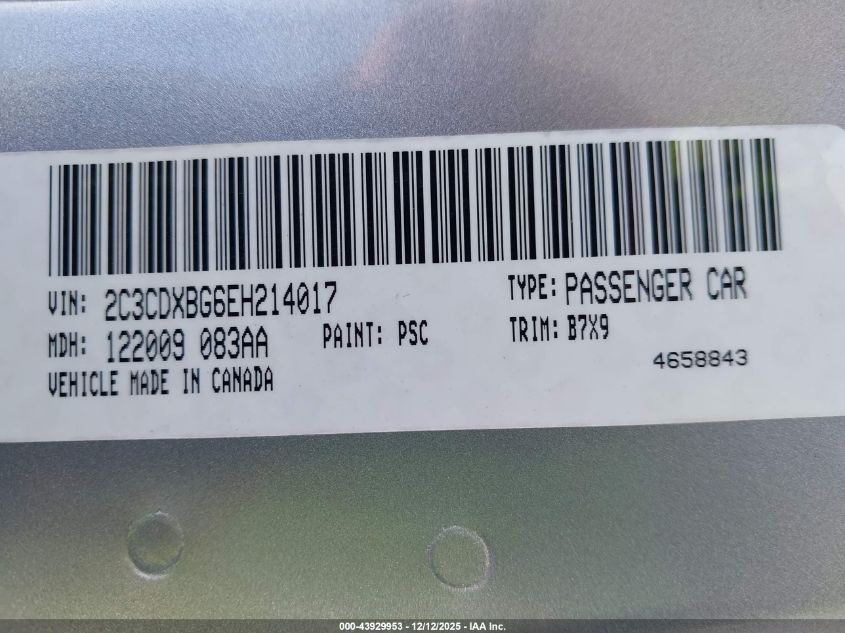 VIN: 2C3CDXBG6EH214017 TYPE: PASSENGER CAR
MDH: 122009 083AA PAINT: PSC TRIM: B7X9
VEHICLE MADE IN CANADA 4658843
000-43929953 - 12/12/2025 - IAA Inc.